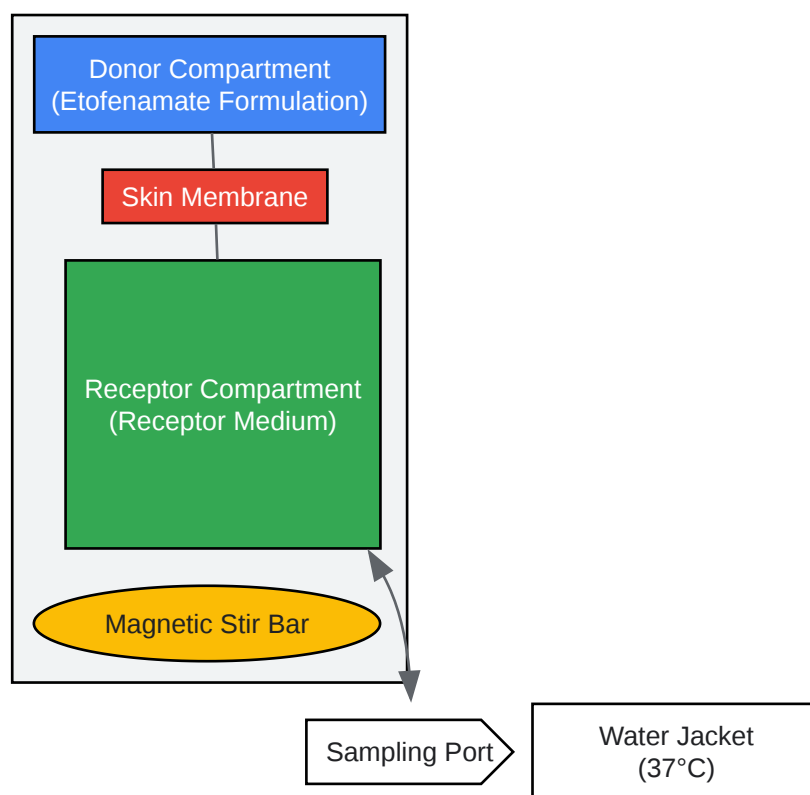 Donor Compartment
(Etofenamate Formulation)
Skin Membrane
Receptor Compartment
(Receptor Medium)
Magnetic Stir Bar
Sampling Port
Water Jacket
(37°C)